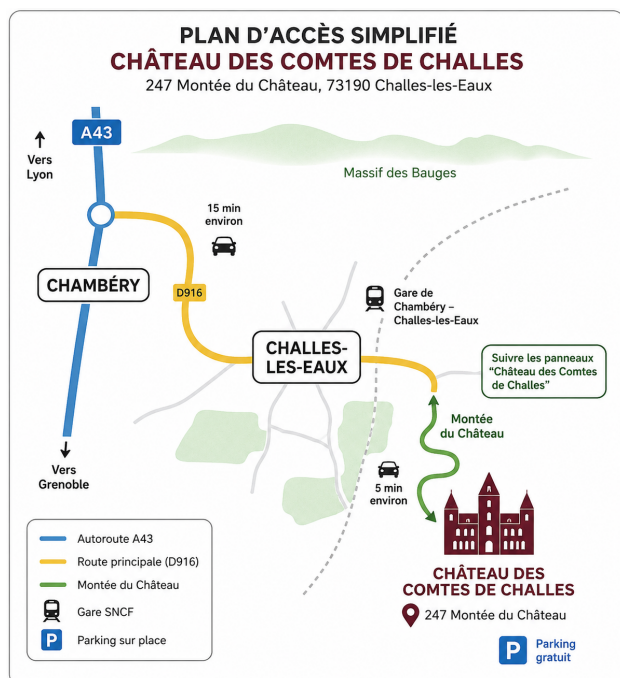 PLAN D'ACCÈS SIMPLIFIÉ
CHÂTEAU DES COMTES DE CHALLES
247 Montée du Château, 73190 Challes-les-Eaux
A43
Vers
Lyon
Massif des Bauges
15 min
environ
CHAMBÉRY
D916
Gare de
Chambéry –
Challes-les-Eaux
CHALLES-
LES-EAUX
Suivre les panneaux
"Château des Comtes
de Challes"
Montée
du Château
Vers
Grenoble
5 min
environ
Autoroute A43
Route principale (D916)
Montée du Château
Gare SNCF
P Parking sur place
CHÂTEAU DES
COMTES DE CHALLES
247 Montée du Château
P Parking
gratuit